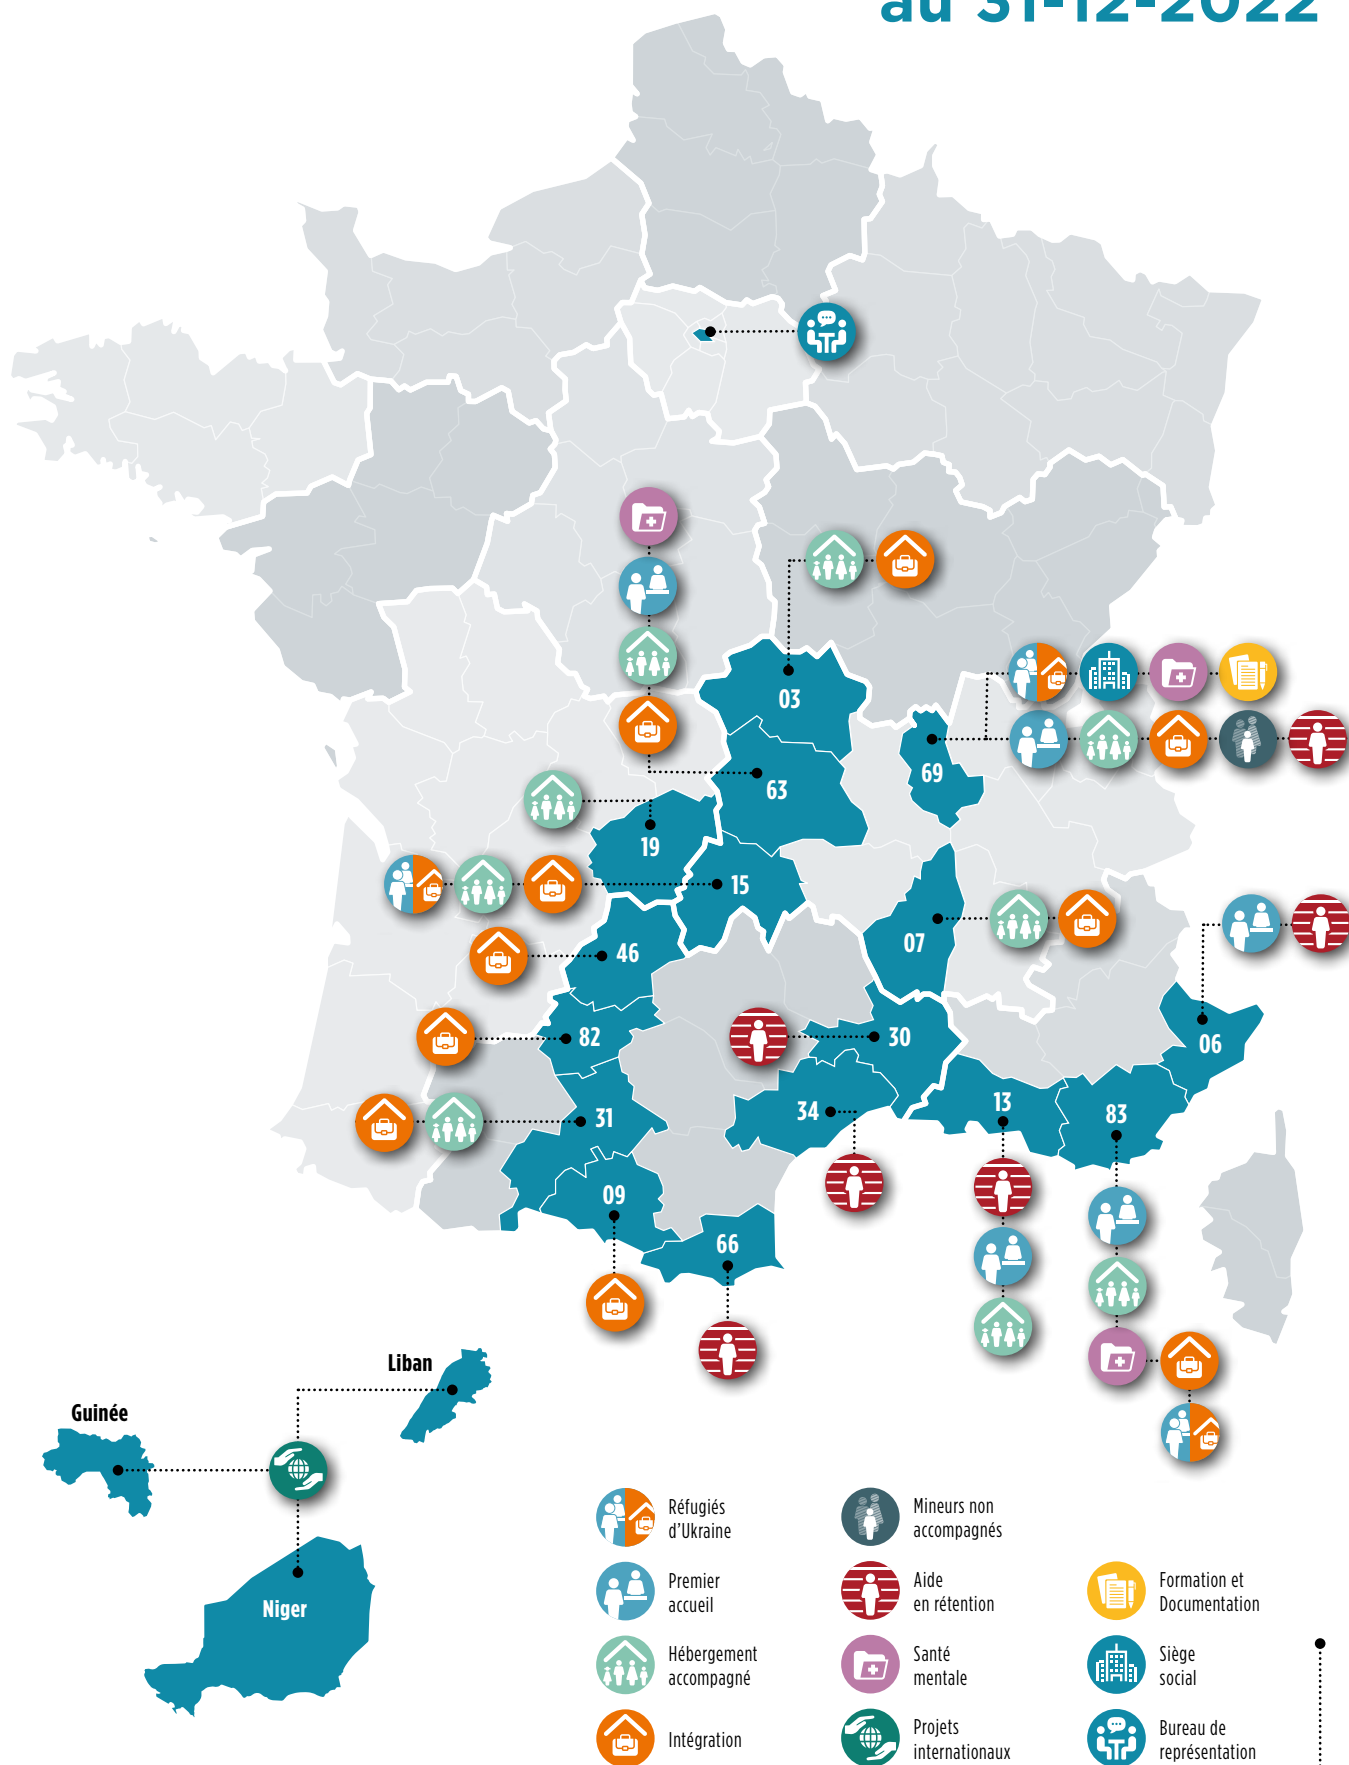 au 31-12-2022
03
69
63
19
15
46
07
82
30
06
31
34
13
83
09
66
Liban
Guinée
Niger
Réfugiés
d'Ukraine
Premier
accueil
Hébergement
accompagné
Intégration
Mineurs non
accompagnés
Aide
en rétention
Santé
mentale
Projets
internationaux
Formation et
Documentation
Siège
social
Bureau de
représentation